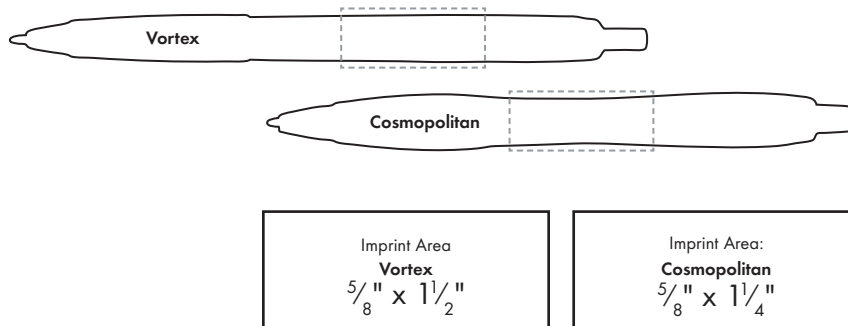 Vortex
Cosmopolitan
Imprint Area
Vortex
5/8" x 1 1/2"
Imprint Area:
Cosmopolitan
5/8" x 1 1/4"